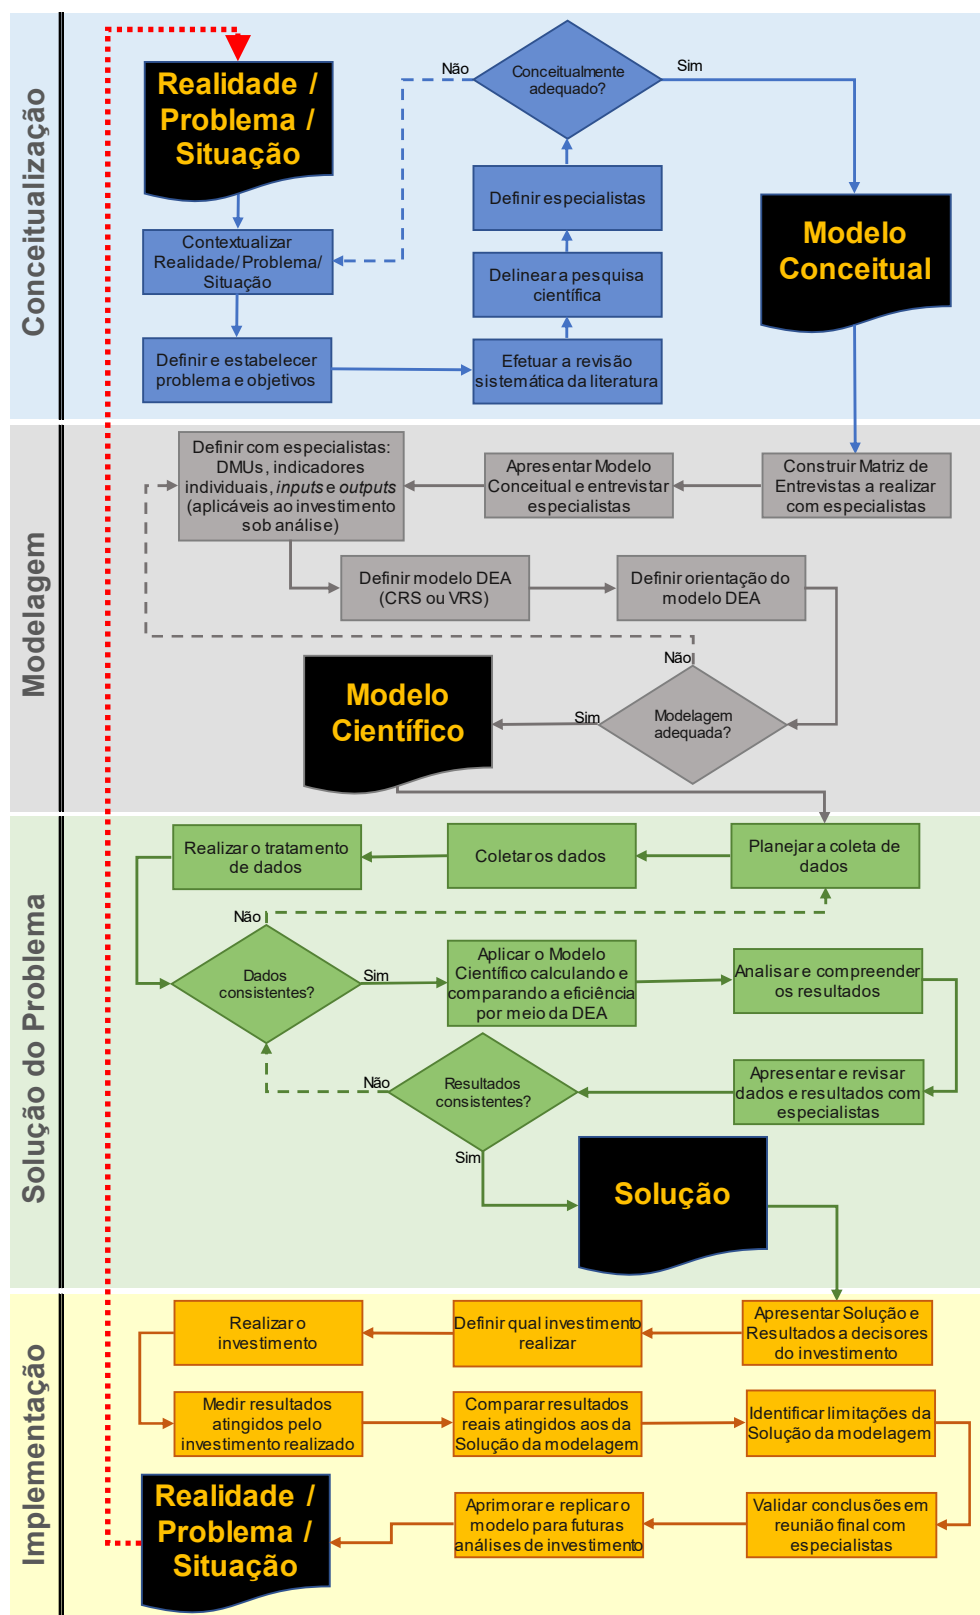 Conceitualização
Realidade /
Problema /
Situação
Não
Conceitualmente
adequado?
Sim
Definir especialistas
Modelo
Conceitual
Contextualizar
Realidade/ Problema/
Situação
Delinear a pesquisa
científica
Definir e estabelecer
problema e objetivos
Efetuar a revisão
sistemática da literatura
Modelagem
Definir com especialistas:
DMUs, indicadores
individuais, inputs e outputs
(aplicáveis ao investimento
sob análise)
Apresentar Modelo
Conceitual e entrevistar
especialistas
Construir Matriz de
Entrevistas a realizar
com especialistas
Definir modelo DEA
(CRS ou VRS)
Definir orientação do
modelo DEA
Não
Modelo
Científico
Sim
Modelagem
adequada?
Solução do Problema
Realizar o tratamento
de dados
Coletar os dados
Planejar a coleta de
dados
Não
Dados
consistentes?
Sim
Aplicar o Modelo
Científico calculando e
comparando a eficiência
por meio da DEA
Analisar e compreender
os resultados
Não
Resultados
consistentes?
Apresentar e revisar
dados e resultados com
especialistas
Sim
Solução
Implementação
Realizar o
investimento
Definir qual investimento
realizar
Apresentar Solução e
Resultados a decisores
do investimento
Medir resultados
atingidos pelo
investimento realizado
Comparar resultados
reais atingidos aos da
Solução da modelagem
Identificar limitações da
Solução da modelagem
Realidade /
Problema /
Situação
Aprimorar e replicar o
modelo para futuras
análises de investimento
Validar conclusões em
reunião final com
especialistas